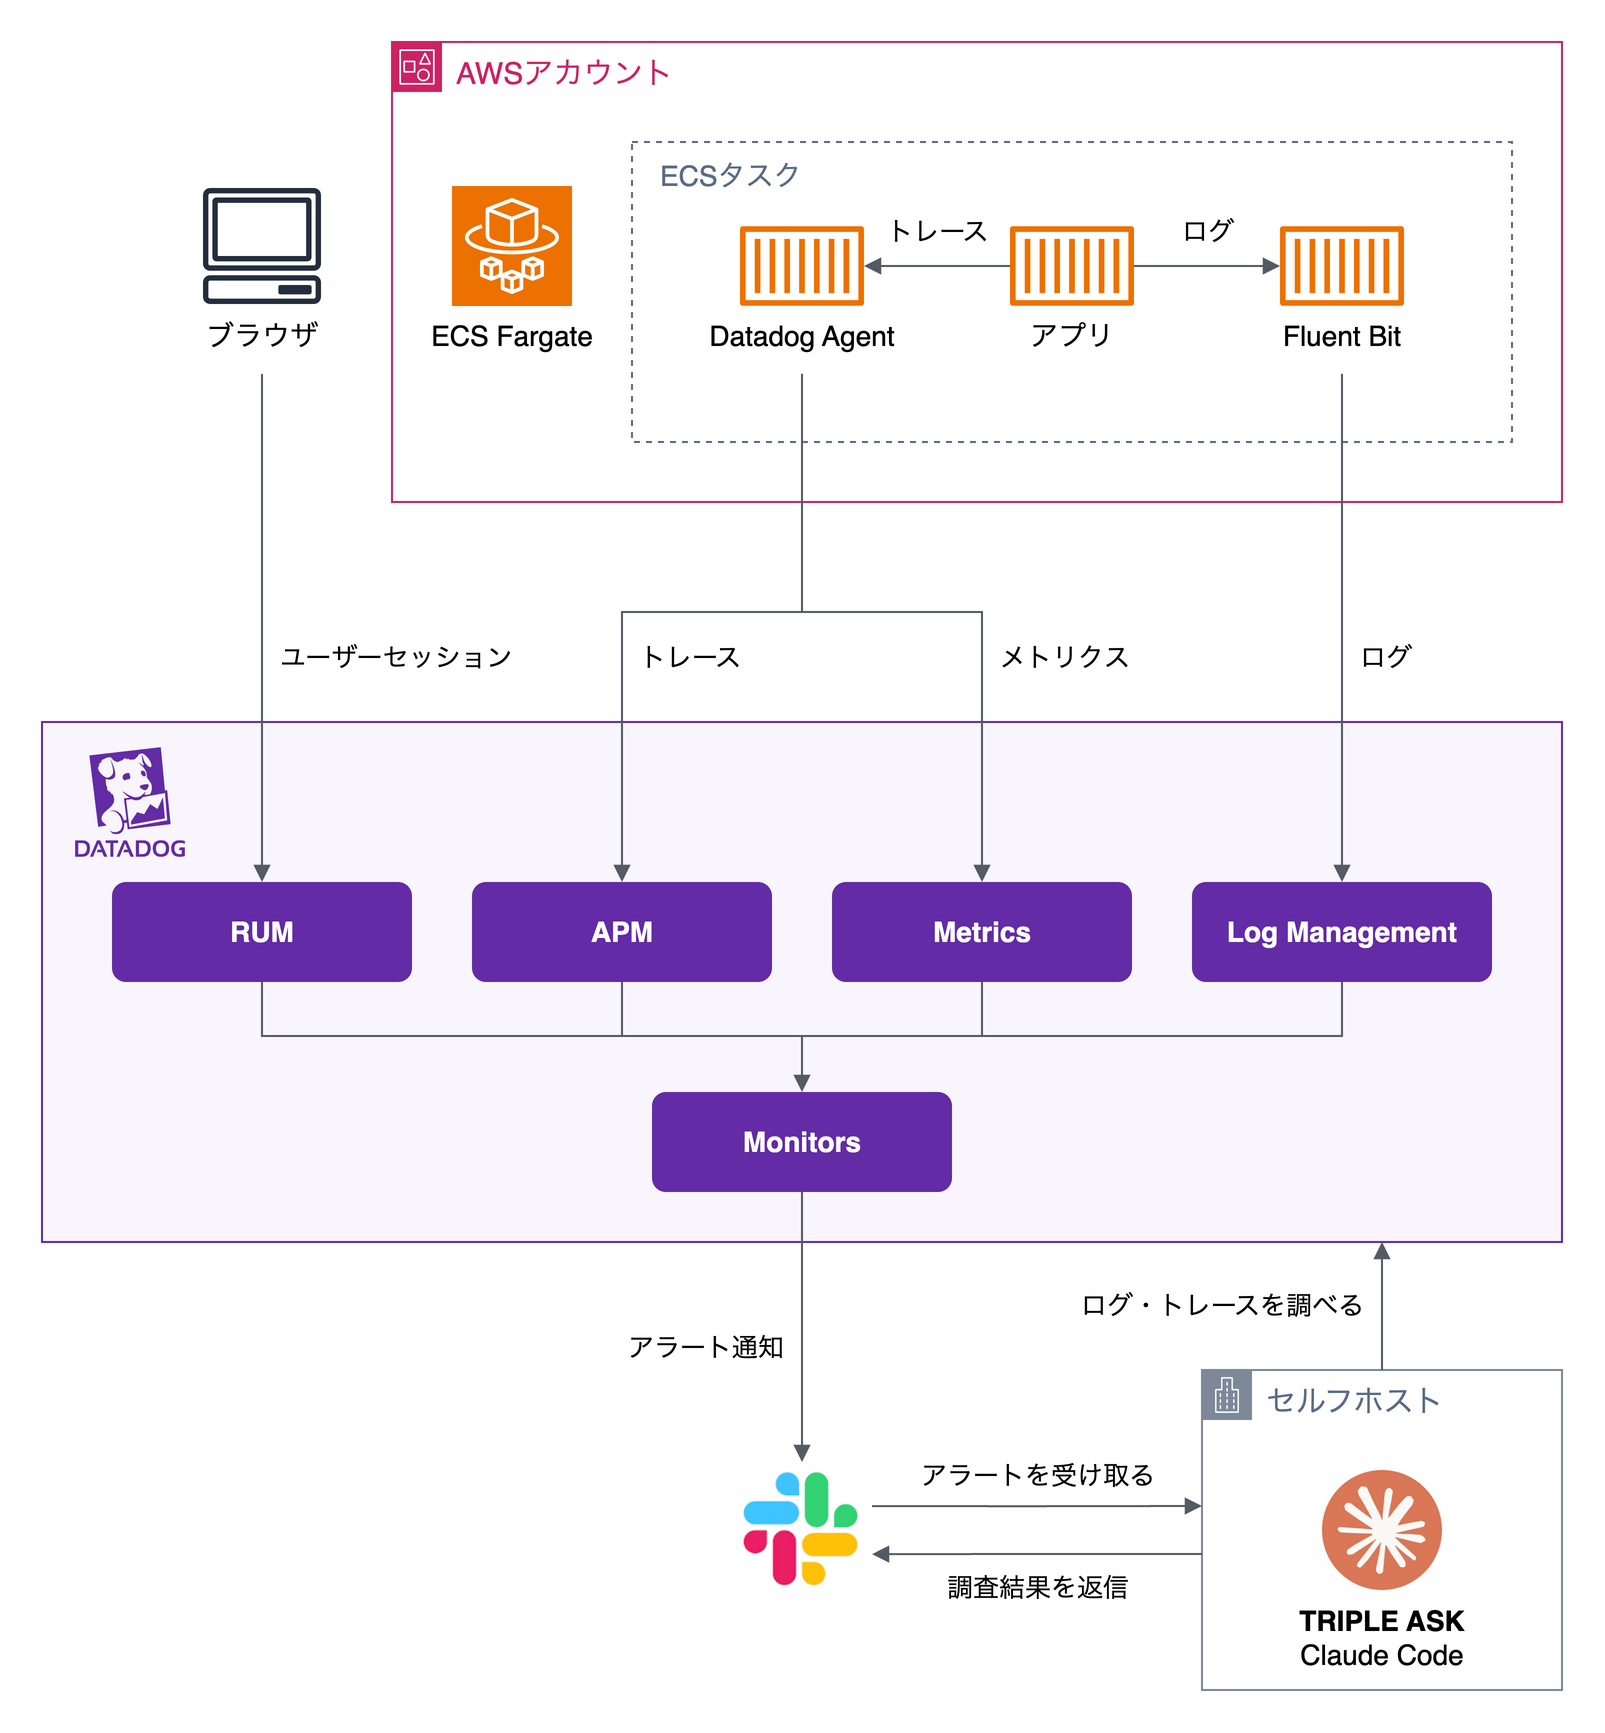 AWSアカウント
ECSタスク
トレース
ログ
ブラウザ
ECS Fargate
Datadog Agent
アプリ
Fluent Bit
ユーザーセッション
トレース
メトリクス
ログ
DATADOG
RUM
APM
Metrics
Log Management
Monitors
ログ・トレースを調べる
アラート通知
セルフホスト
アラートを受け取る
調査結果を返信
TRIPLE ASK
Claude Code